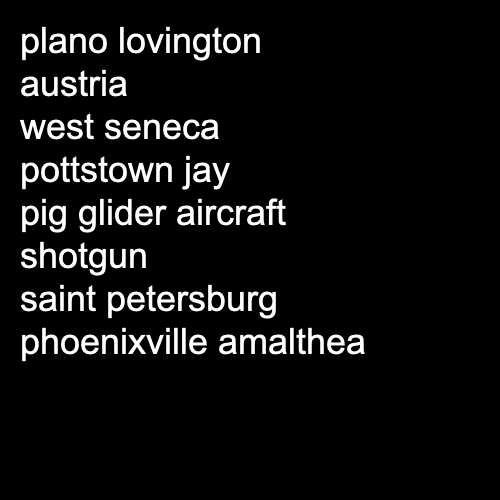 plano lovington
austria
west seneca
pottstown jay
pig glider aircraft
shotgun
saint petersburg
phoenixville amalthea